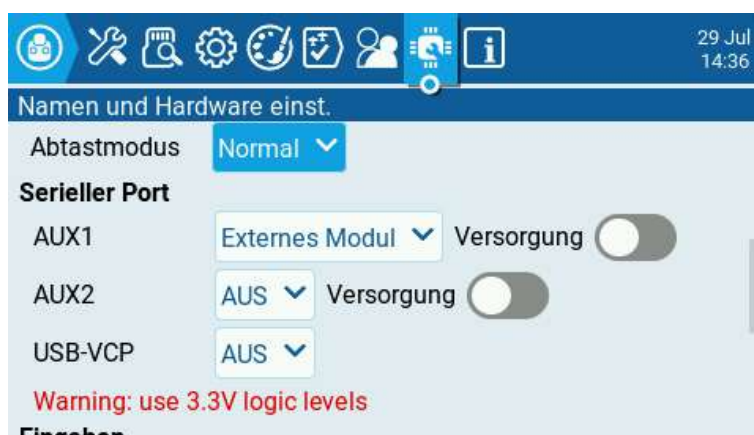 29 Jul
14:36
Namen und Hardware einst.
Abtastmodus Normal
Serieller Port
AUX1 Externes Modul Versorgung
AUX2 AUS Versorgung
USB-VCP AUS
Warning: use 3.3V logic levels